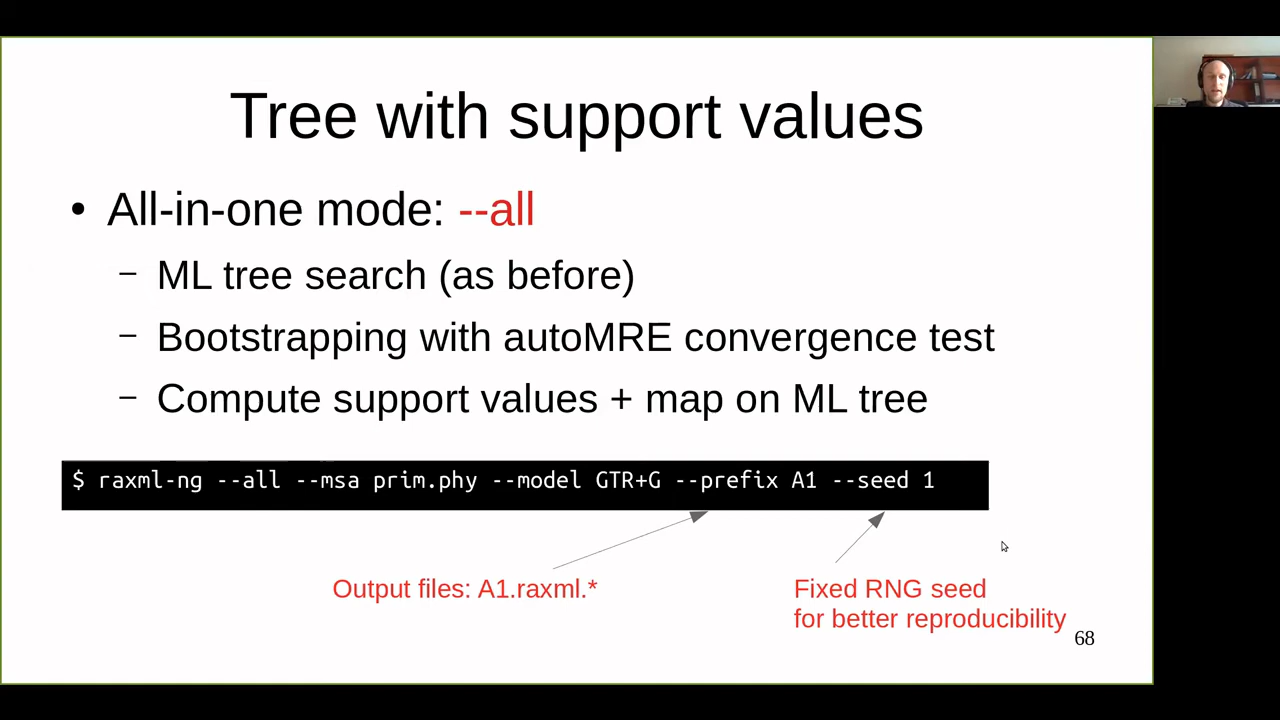 Tree with support values
• All-in-one mode: --all
– ML tree search (as before)
– Bootstrapping with autoMRE convergence test
– Compute support values + map on ML tree
$ raxml-ng --all --msa prim.phy --model GTR+G --prefix A1 --seed 1
Output files: A1.raxml.*
Fixed RNG seed
for better reproducibility
68